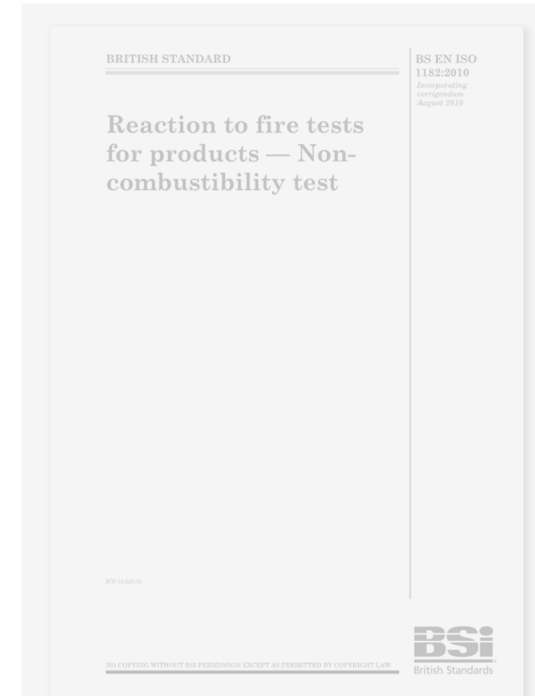 BRITISH STANDARD
BS EN ISO
1182:2010
Incorporating
corrigendum
August 2010
Reaction to fire tests
for products — Non-
combustibility test
BSi
British Standards
NO COPYING WITHOUT BSI PERMISSION EXCEPT AS PERMITTED BY COPYRIGHT LAW